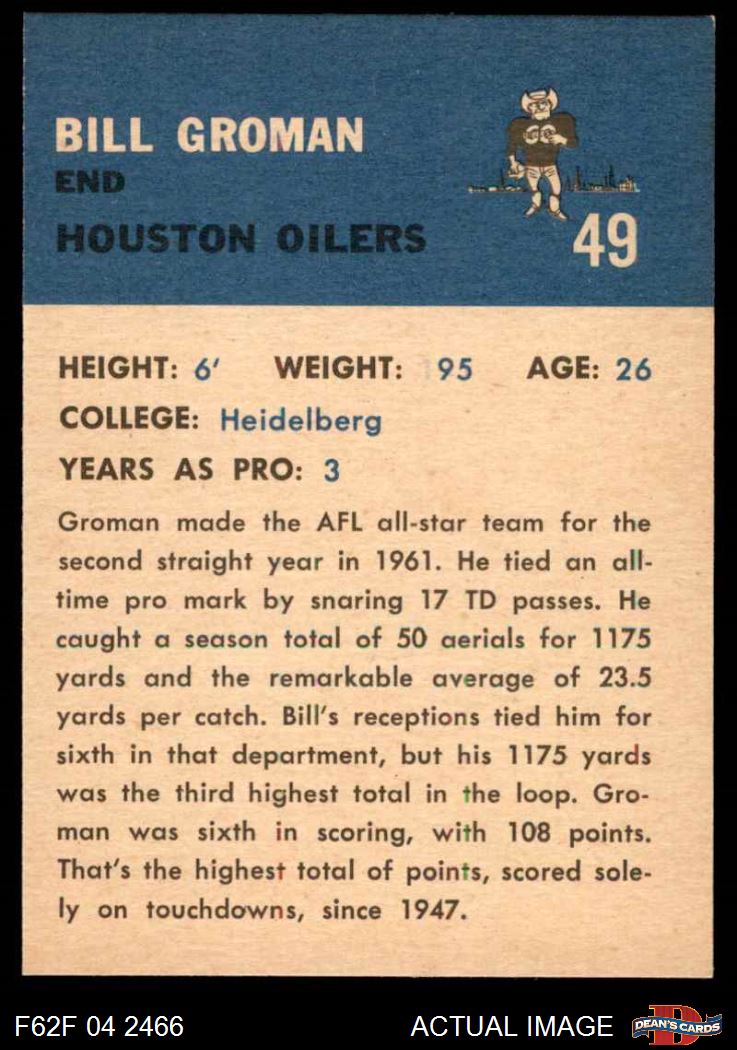 BILL GROMAN
END
HOUSTON OILERS
49
HEIGHT: 6' WEIGHT: 195 AGE: 26
COLLEGE: Heidelberg
YEARS AS PRO: 3
Groman made the AFL all-star team for the
second straight year in 1961. He tied an all-
time pro mark by snaring 17 TD passes. He
caught a season total of 50 aerials for 1175
yards and the remarkable average of 23.5
yards per catch. Bill's receptions tied him for
sixth in that department, but his 1175 yards
was the third highest total in the loop. Gro-
man was sixth in scoring, with 108 points.
That's the highest total of points, scored sole-
ly on touchdowns, since 1947.
F62F 04 2466 ACTUAL IMAGE
D
DEAN'S CARDS